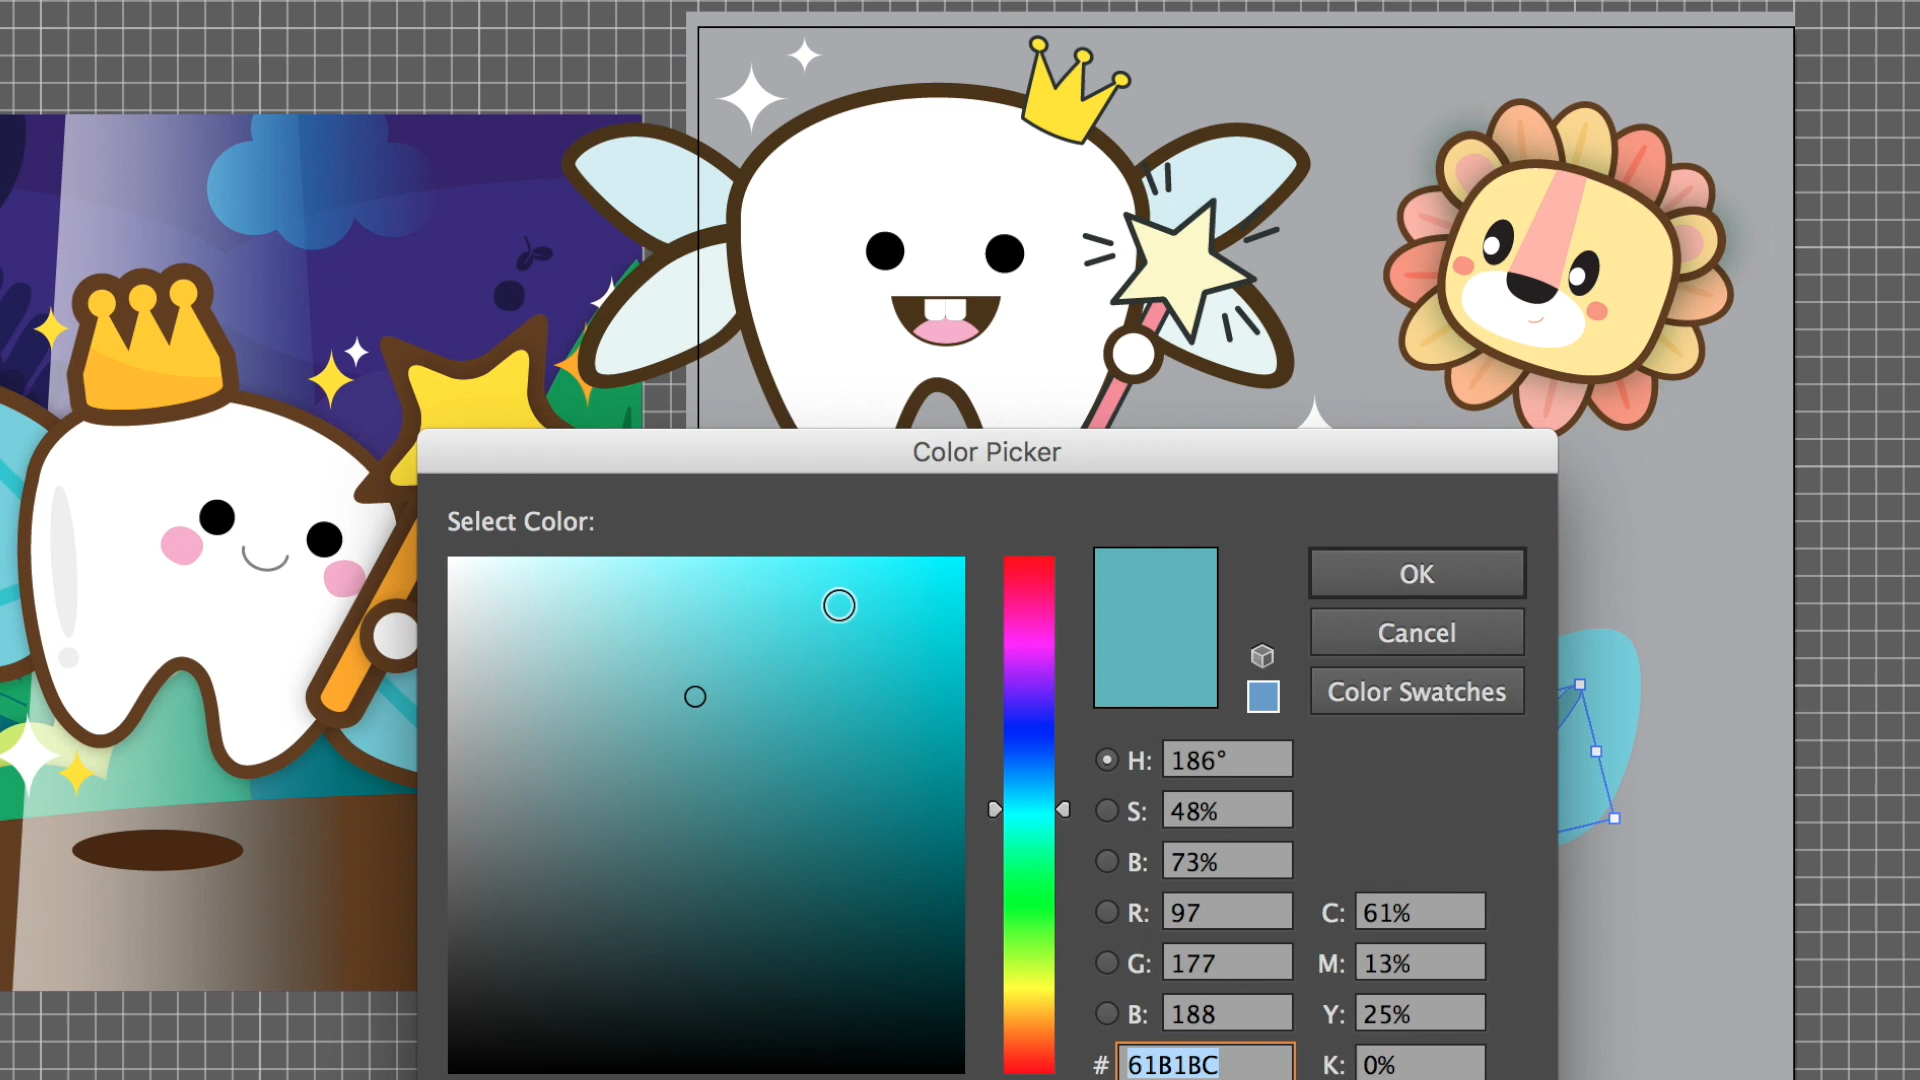 Color Picker
Select Color:
OK
Cancel
Color Swatches
H: 186°
S: 48%
B: 73%
R: 97 C: 61%
G: 177 M: 13%
B: 188 Y: 25%
# 61B1BC K: 0%